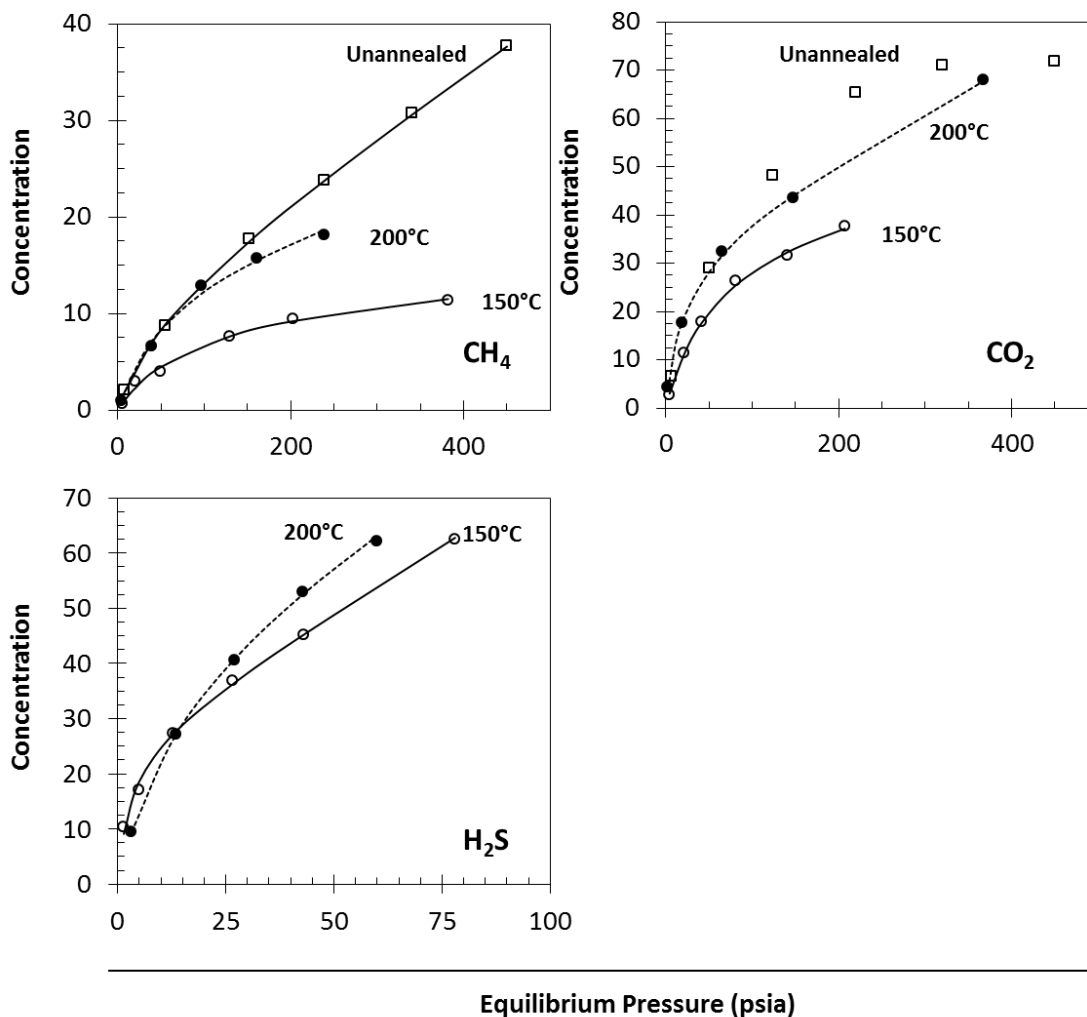 Concentration
40
30
20
10
0
0
200
400
Unannealed
200°C
150°C
CH₄
Concentration
80
70
60
50
40
30
20
10
0
0
200
400
Unannealed
200°C
150°C
CO₂
Concentration
70
60
50
40
30
20
10
0
0
25
50
75
100
200°C
150°C
H₂S
Equilibrium Pressure (psia)